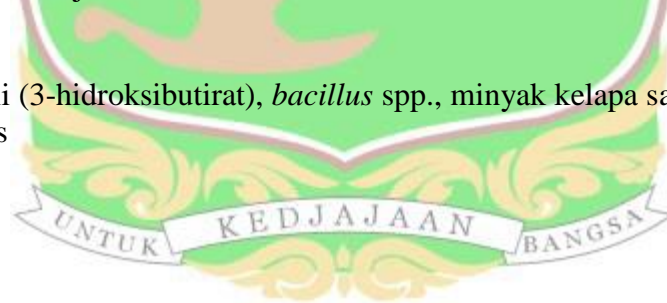 i (3-hidroksibutirat), bacillus spp., minyak kelapa sa
s
UNTUK KEDJAJAAN BANGSA